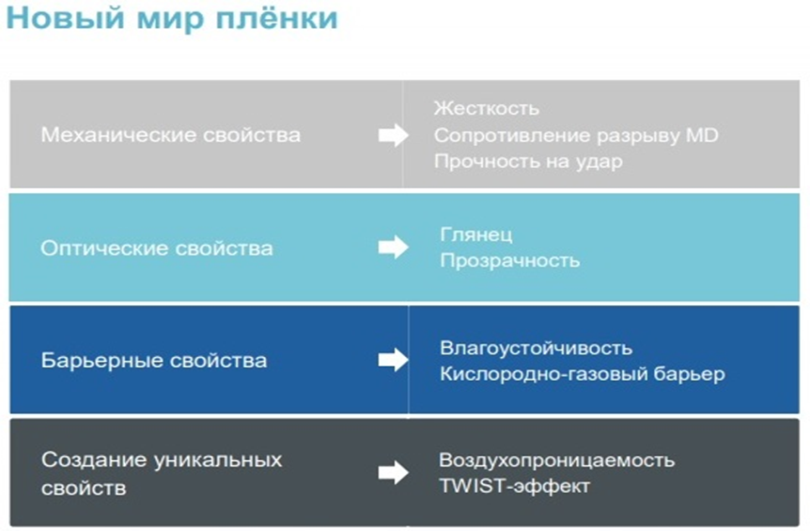 Новый мир плёнки
Механические свойства
Жесткость
Сопротивление разрыву MD
Прочность на удар
Оптические свойства
Глянец
Прозрачность
Барьерные свойства
Влагоустойчивость
Кислородно-газовый барьер
Создание уникальных
свойств
Воздухопроницаемость
TWIST-эффект